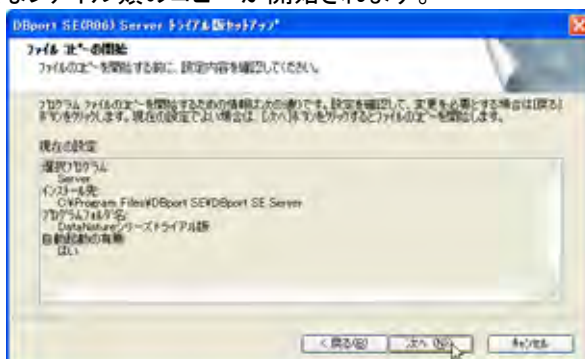 ファイル類のコピーが開始されます。
DBport SE(R06) Server トライアル版セットアップ
ファイル コピーの開始
ファイルのコピーを開始する前に、設定内容を確認してください。
プログラム ファイルのコピーを開始するための情報は次の通りです。設定を確認して、変更を必要とする場合は[戻る]
ボタンをクリックします。現在の設定でよい場合は、[次へ]ボタンをクリックするとファイルのコピーを開始します。
現在の設定:
選択プログラム
Server
インストール先:
C:¥Program Files¥DBport SE¥DBport SE Server
プログラムフォルダ名:
DataNatureシリーズトライアル版
自動起動の有無
はい
< 戻る(B)
次へ (N)>
キャンセル